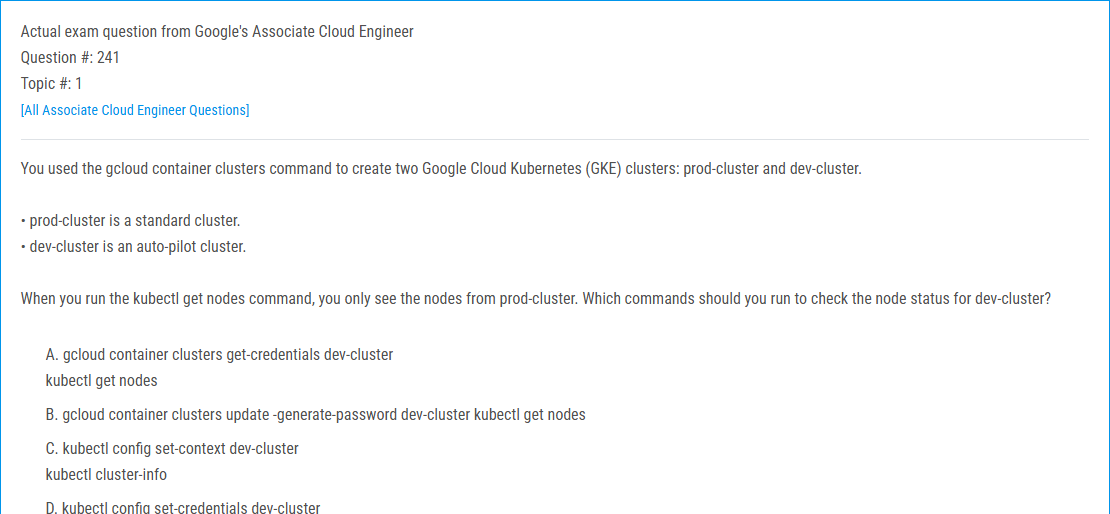 Actual exam question from Google's Associate Cloud Engineer
Question #: 241
Topic #: 1
[All Associate Cloud Engineer Questions]
You used the gcloud container clusters command to create two Google Cloud Kubernetes (GKE) clusters: prod-cluster and dev-cluster.
• prod-cluster is a standard cluster.
• dev-cluster is an auto-pilot cluster.
When you run the kubectl get nodes command, you only see the nodes from prod-cluster. Which commands should you run to check the node status for dev-cluster?
A. gcloud container clusters get-credentials dev-cluster
kubectl get nodes
B. gcloud container clusters update -generate-password dev-cluster kubectl get nodes
C. kubectl config set-context dev-cluster
kubectl cluster-info
D. kubectl config set-credentials dev-cluster